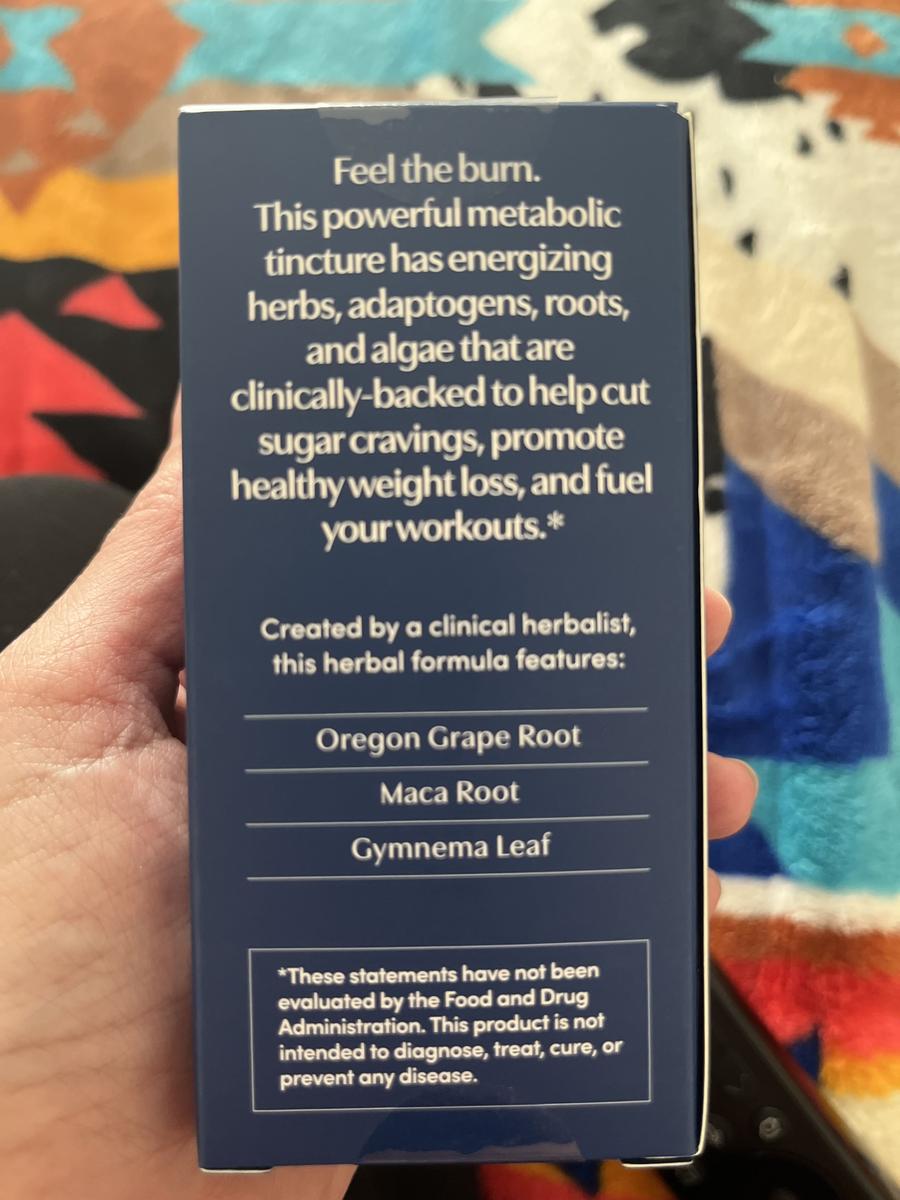 Feel the burn.
This powerful metabolic
tincture has energizing
herbs, adaptogens, roots,
and algae that are
clinically-backed to help cut
sugar cravings, promote
healthy weight loss, and fuel
your workouts.*
Created by a clinical herbalist,
this herbal formula features:
Oregon Grape Root
Maca Root
Gymnema Leaf
*These statements have not been
evaluated by the Food and Drug
Administration. This product is not
intended to diagnose, treat, cure, or
prevent any disease.